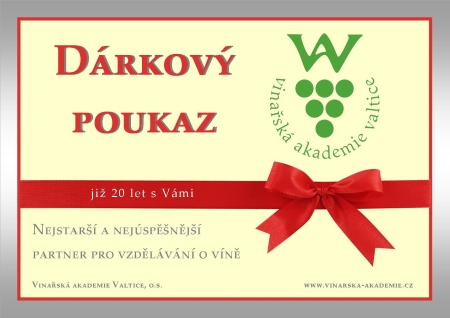 Dárkový
poukaz
VA
vinařská akademie valtice
již 20 let s Vámi
Nejstarší a nejúspěšnější
partner pro vzdělávání o víně
Vinařská akademie Valtice, o.s.
www.vinarska-akademie.cz